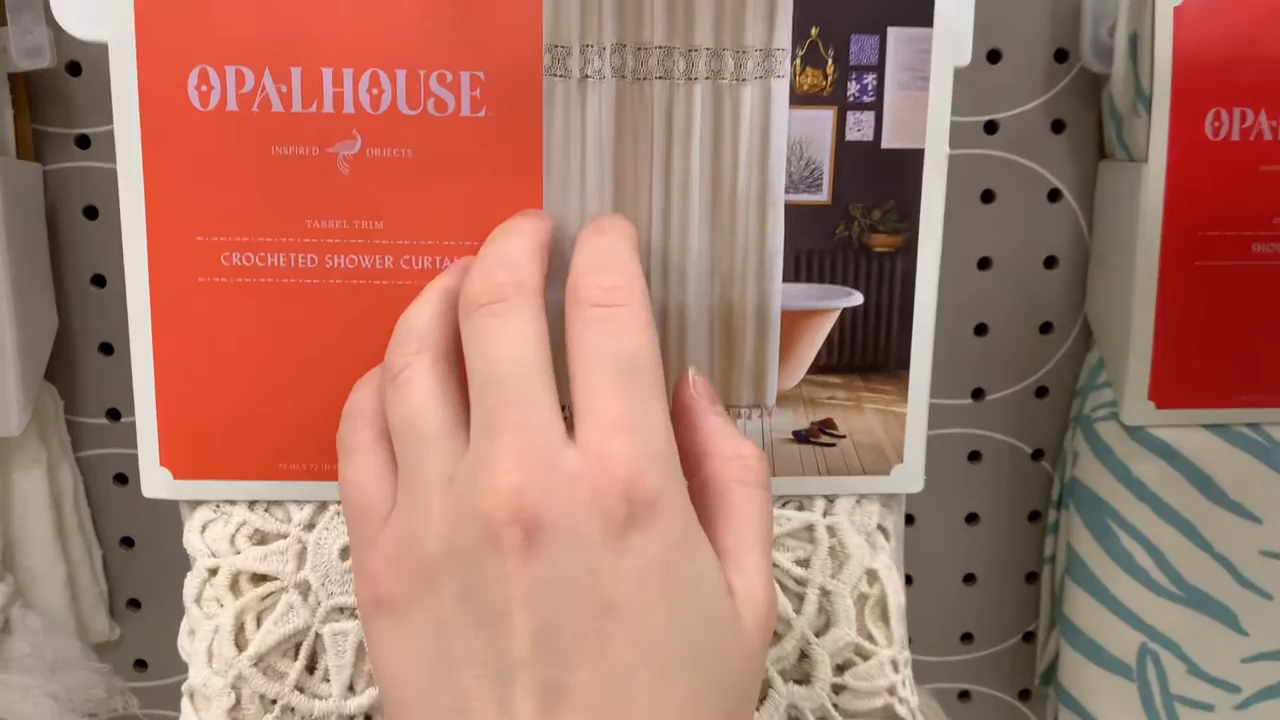 OPALHOUSE
INSPIRED OBJECTS
TASSEL TRIM
CROCHETED SHOWER CURTA
OPA